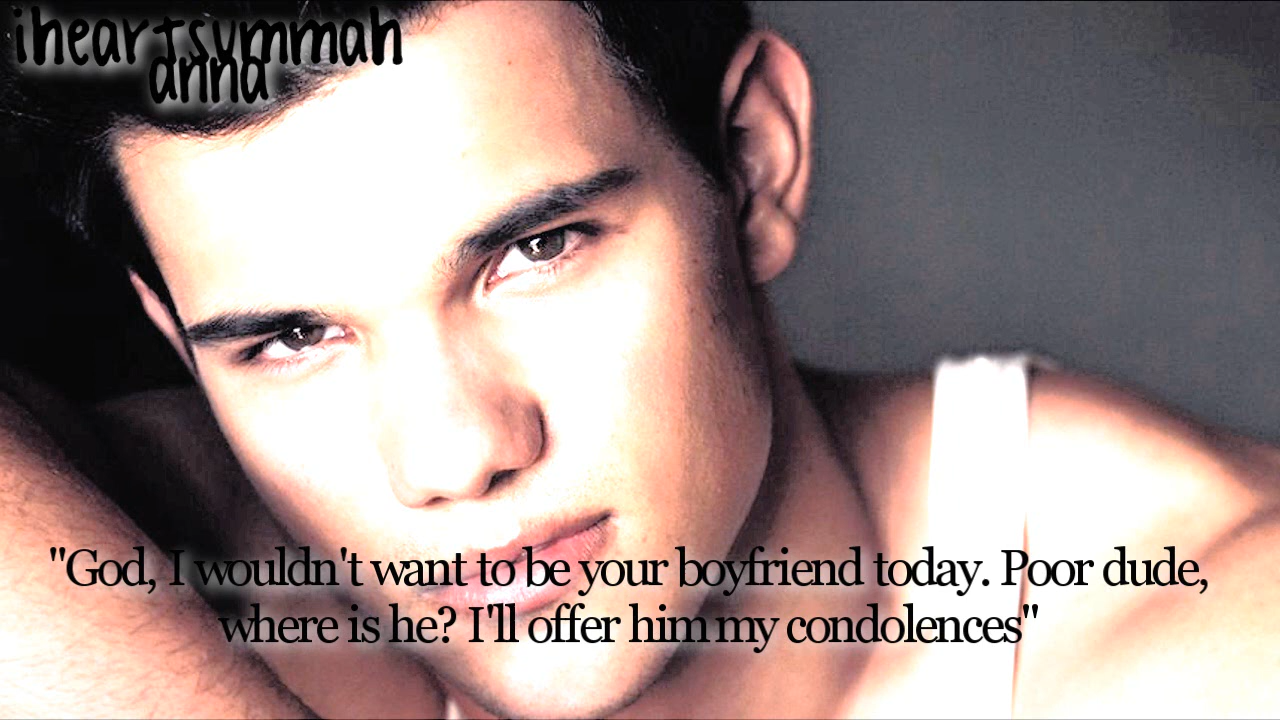 iheartsummah
anna
"God, I wouldn't want to be your boyfriend today. Poor dude,
where is he? I'll offer him my condolences"